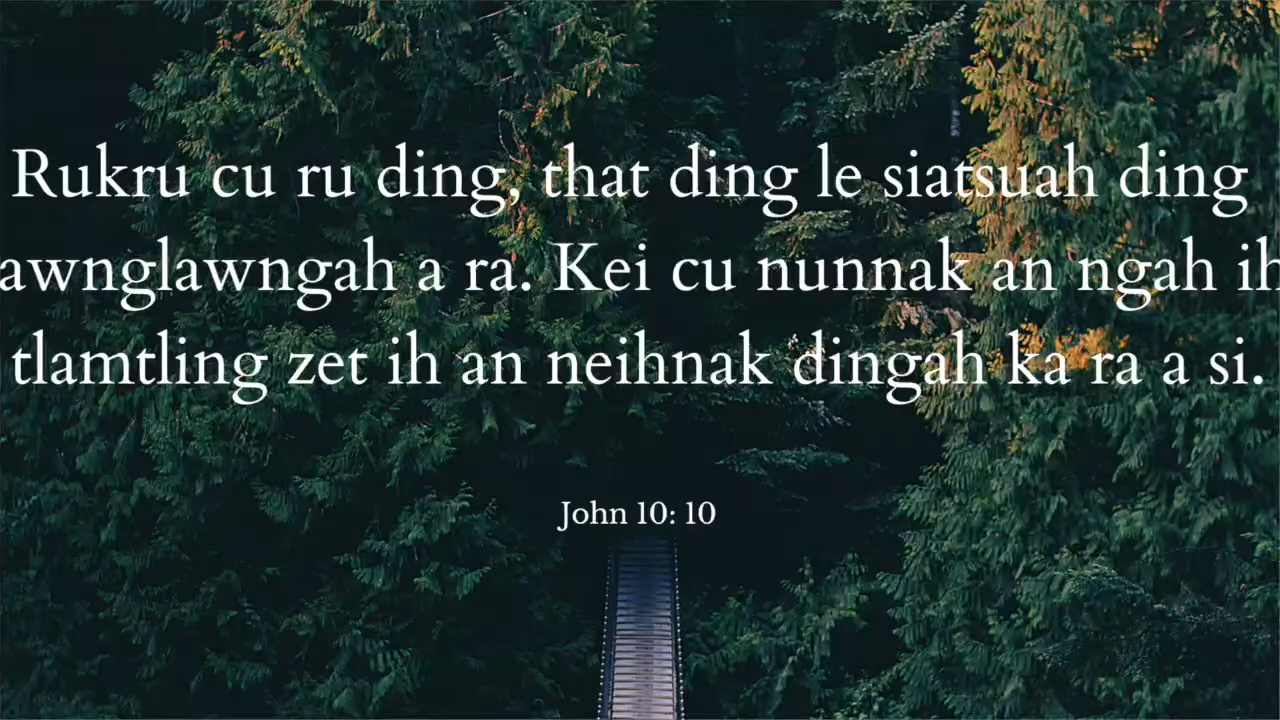 Rukru cu ru ding, that ding le siatsuah ding
awnglawngah a ra. Kei cu nunnak an ngah ih
tlamtling zet ih an neihnak dingah ka ra a si.
John 10: 10